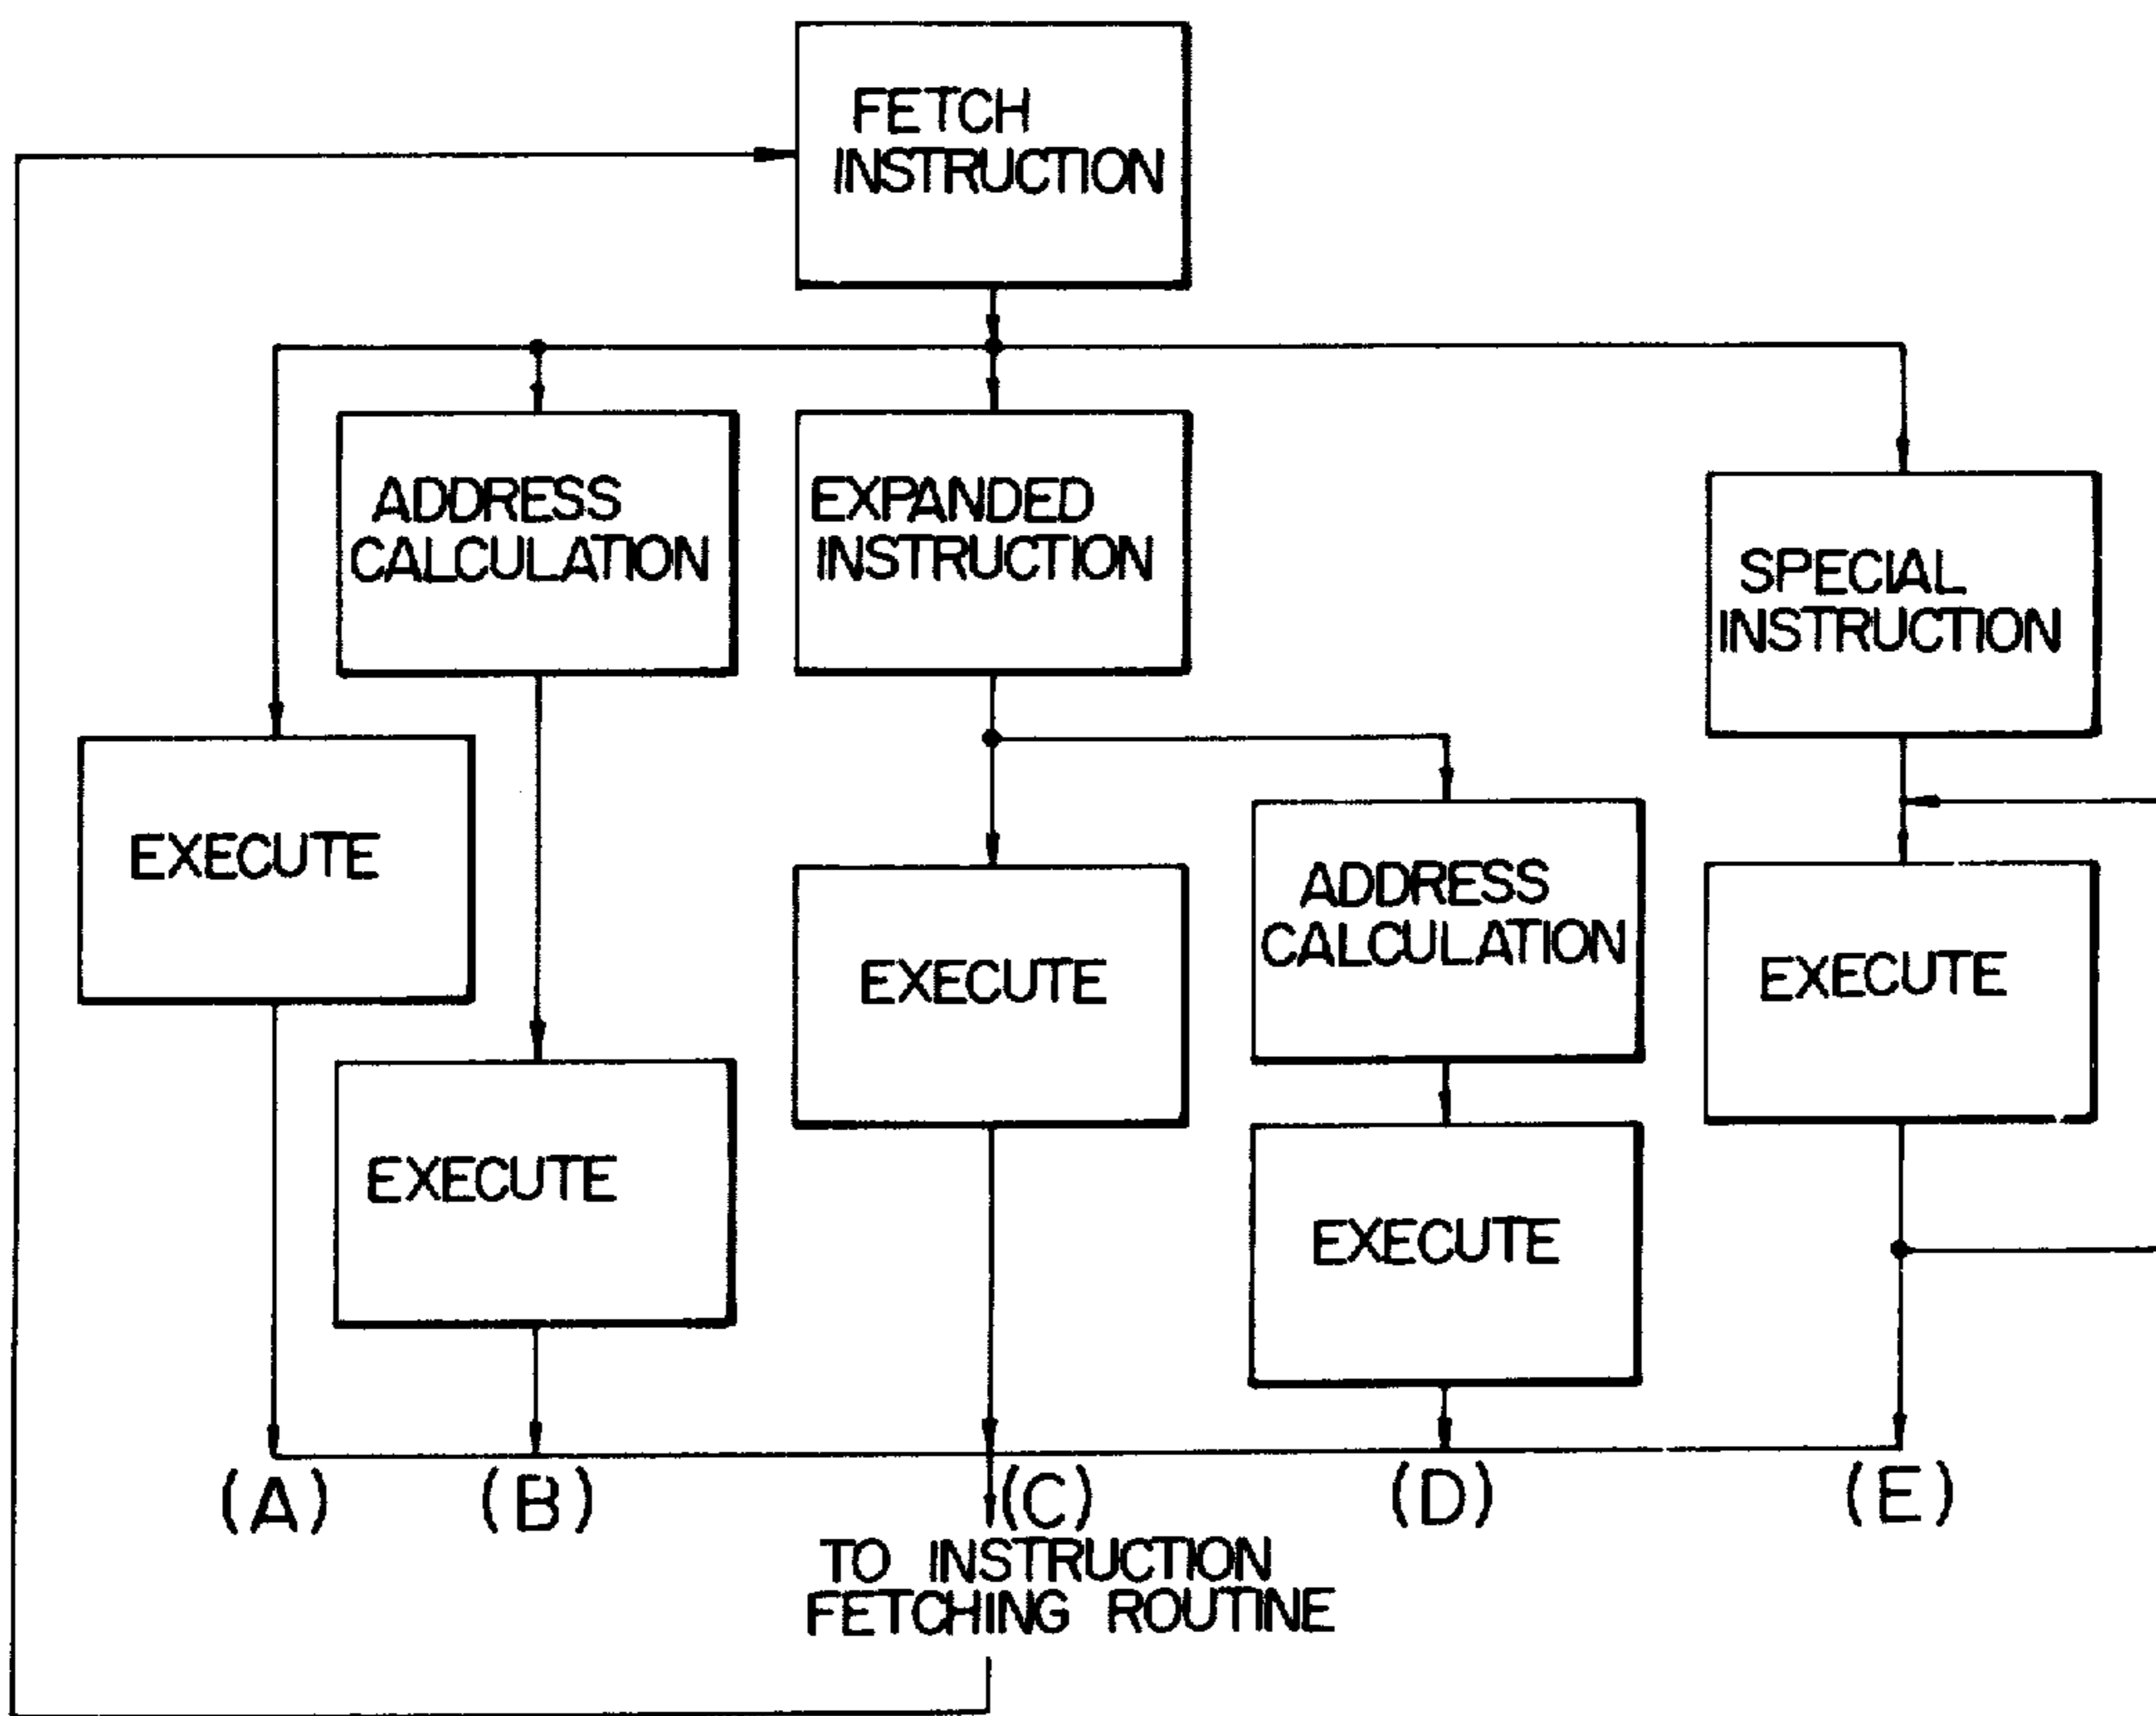 FETCH
INSTRUCTION
ADDRESS
CALCULATION
EXPANDED
INSTRUCTION
SPECIAL
INSTRUCTION
EXECUTE
EXECUTE
ADDRESS
CALCULATION
EXECUTE
EXECUTE
EXECUTE
(A)
(B)
(C)
(D)
(E)
TO INSTRUCTION
FETCHING ROUTINE